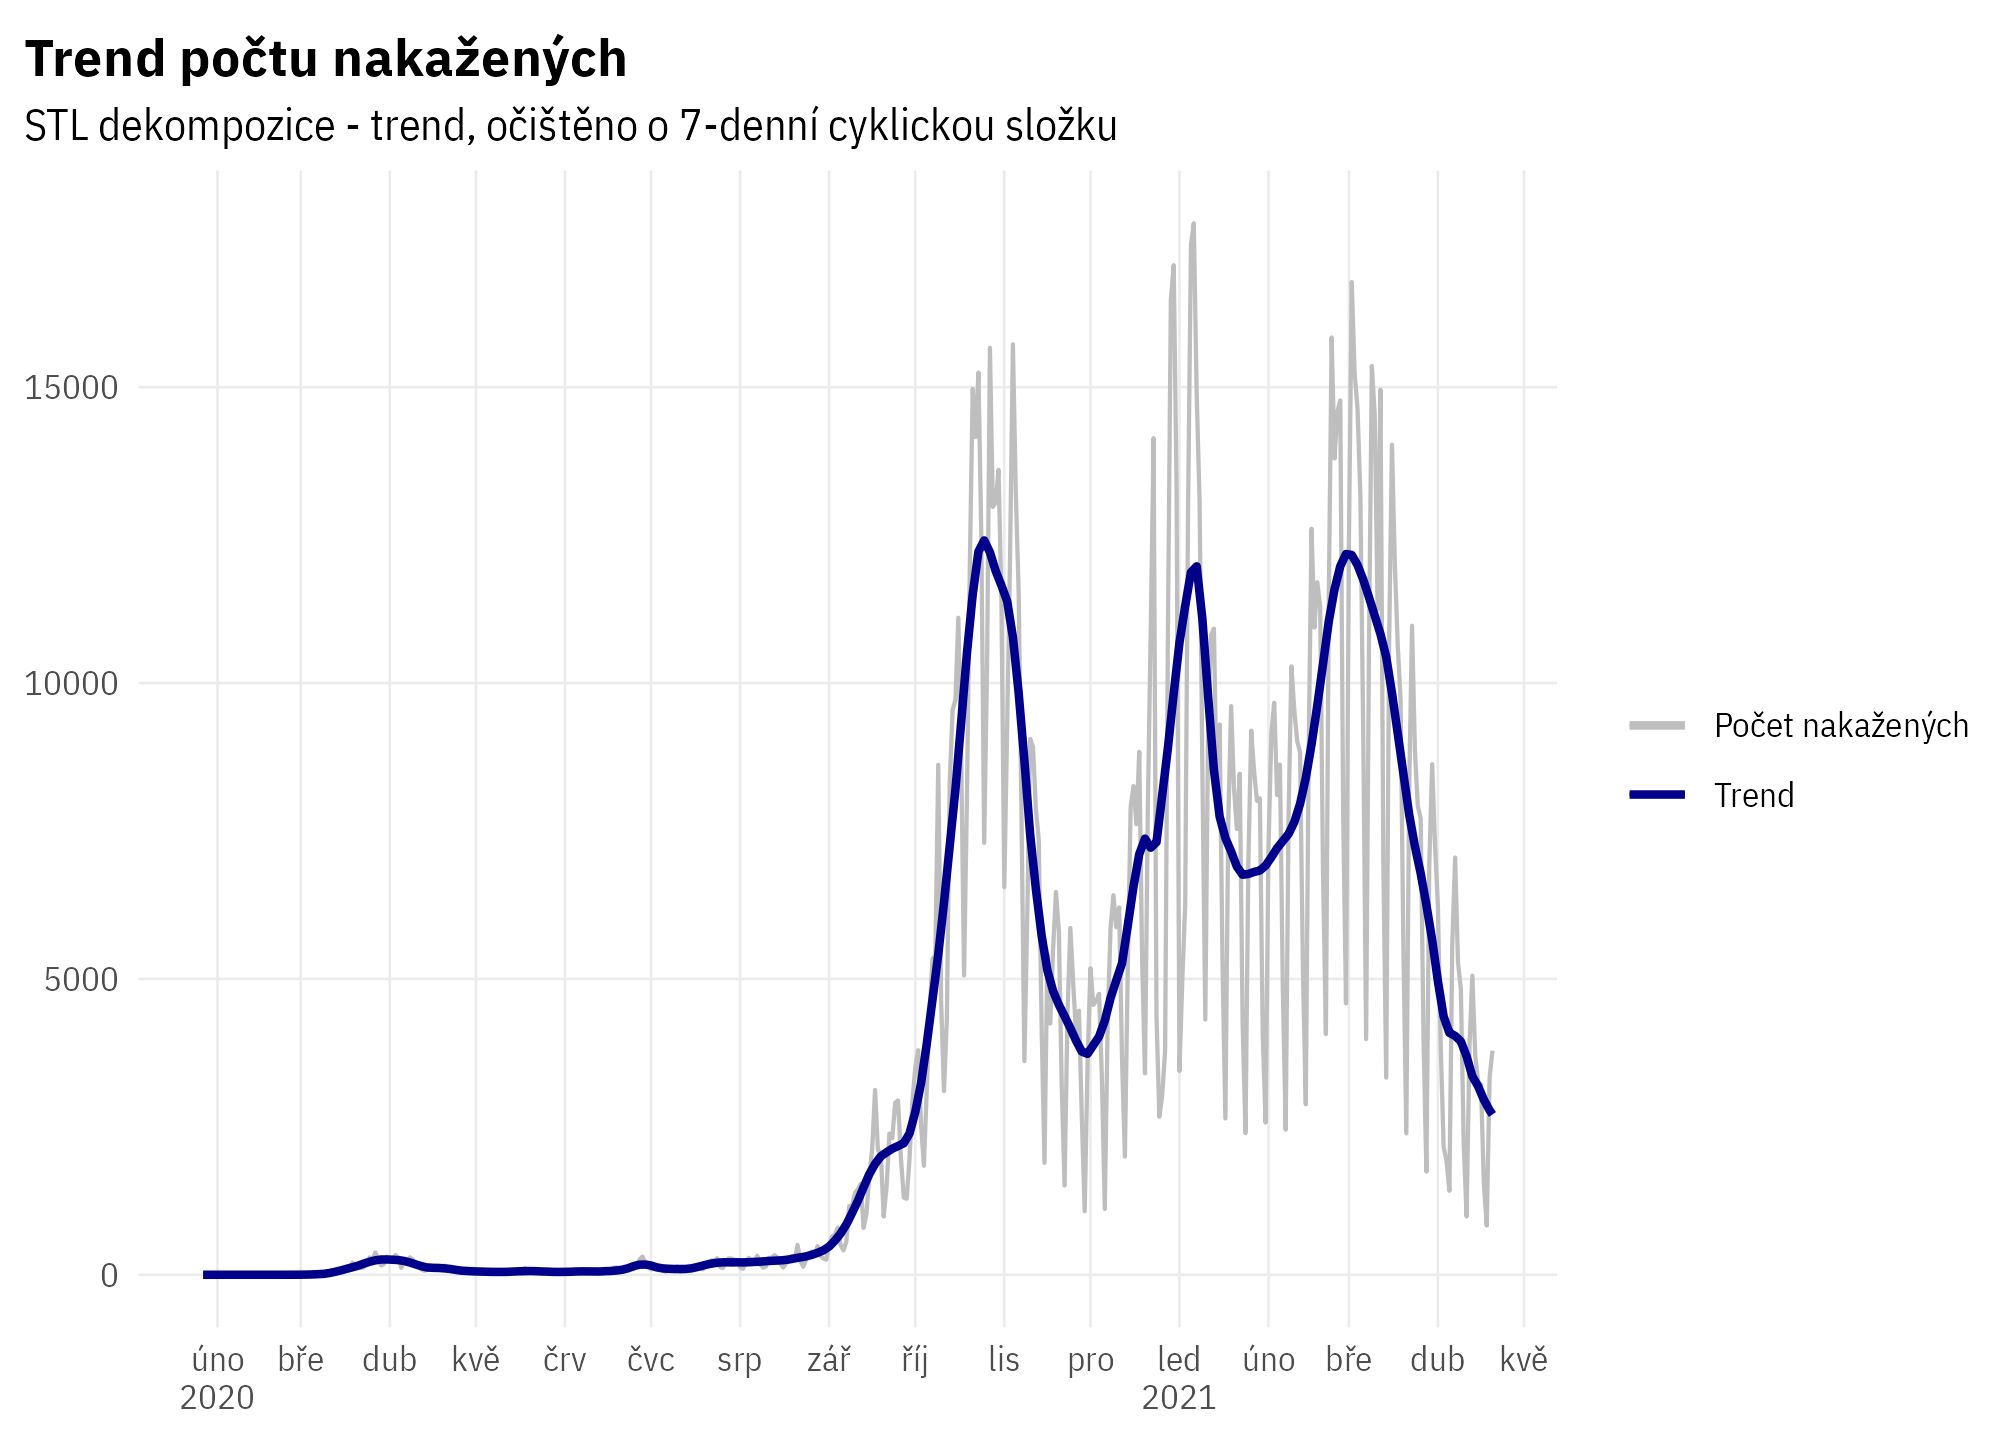 Trend počtu nakažených
STL dekompozice - trend, očištěno o 7-denní cyklickou složku
15000
10000
5000
0
úno bře dub kvě črv čvc srp zář říj lis pro led úno bře dub kvě
2020 2021
Počet nakažených
Trend